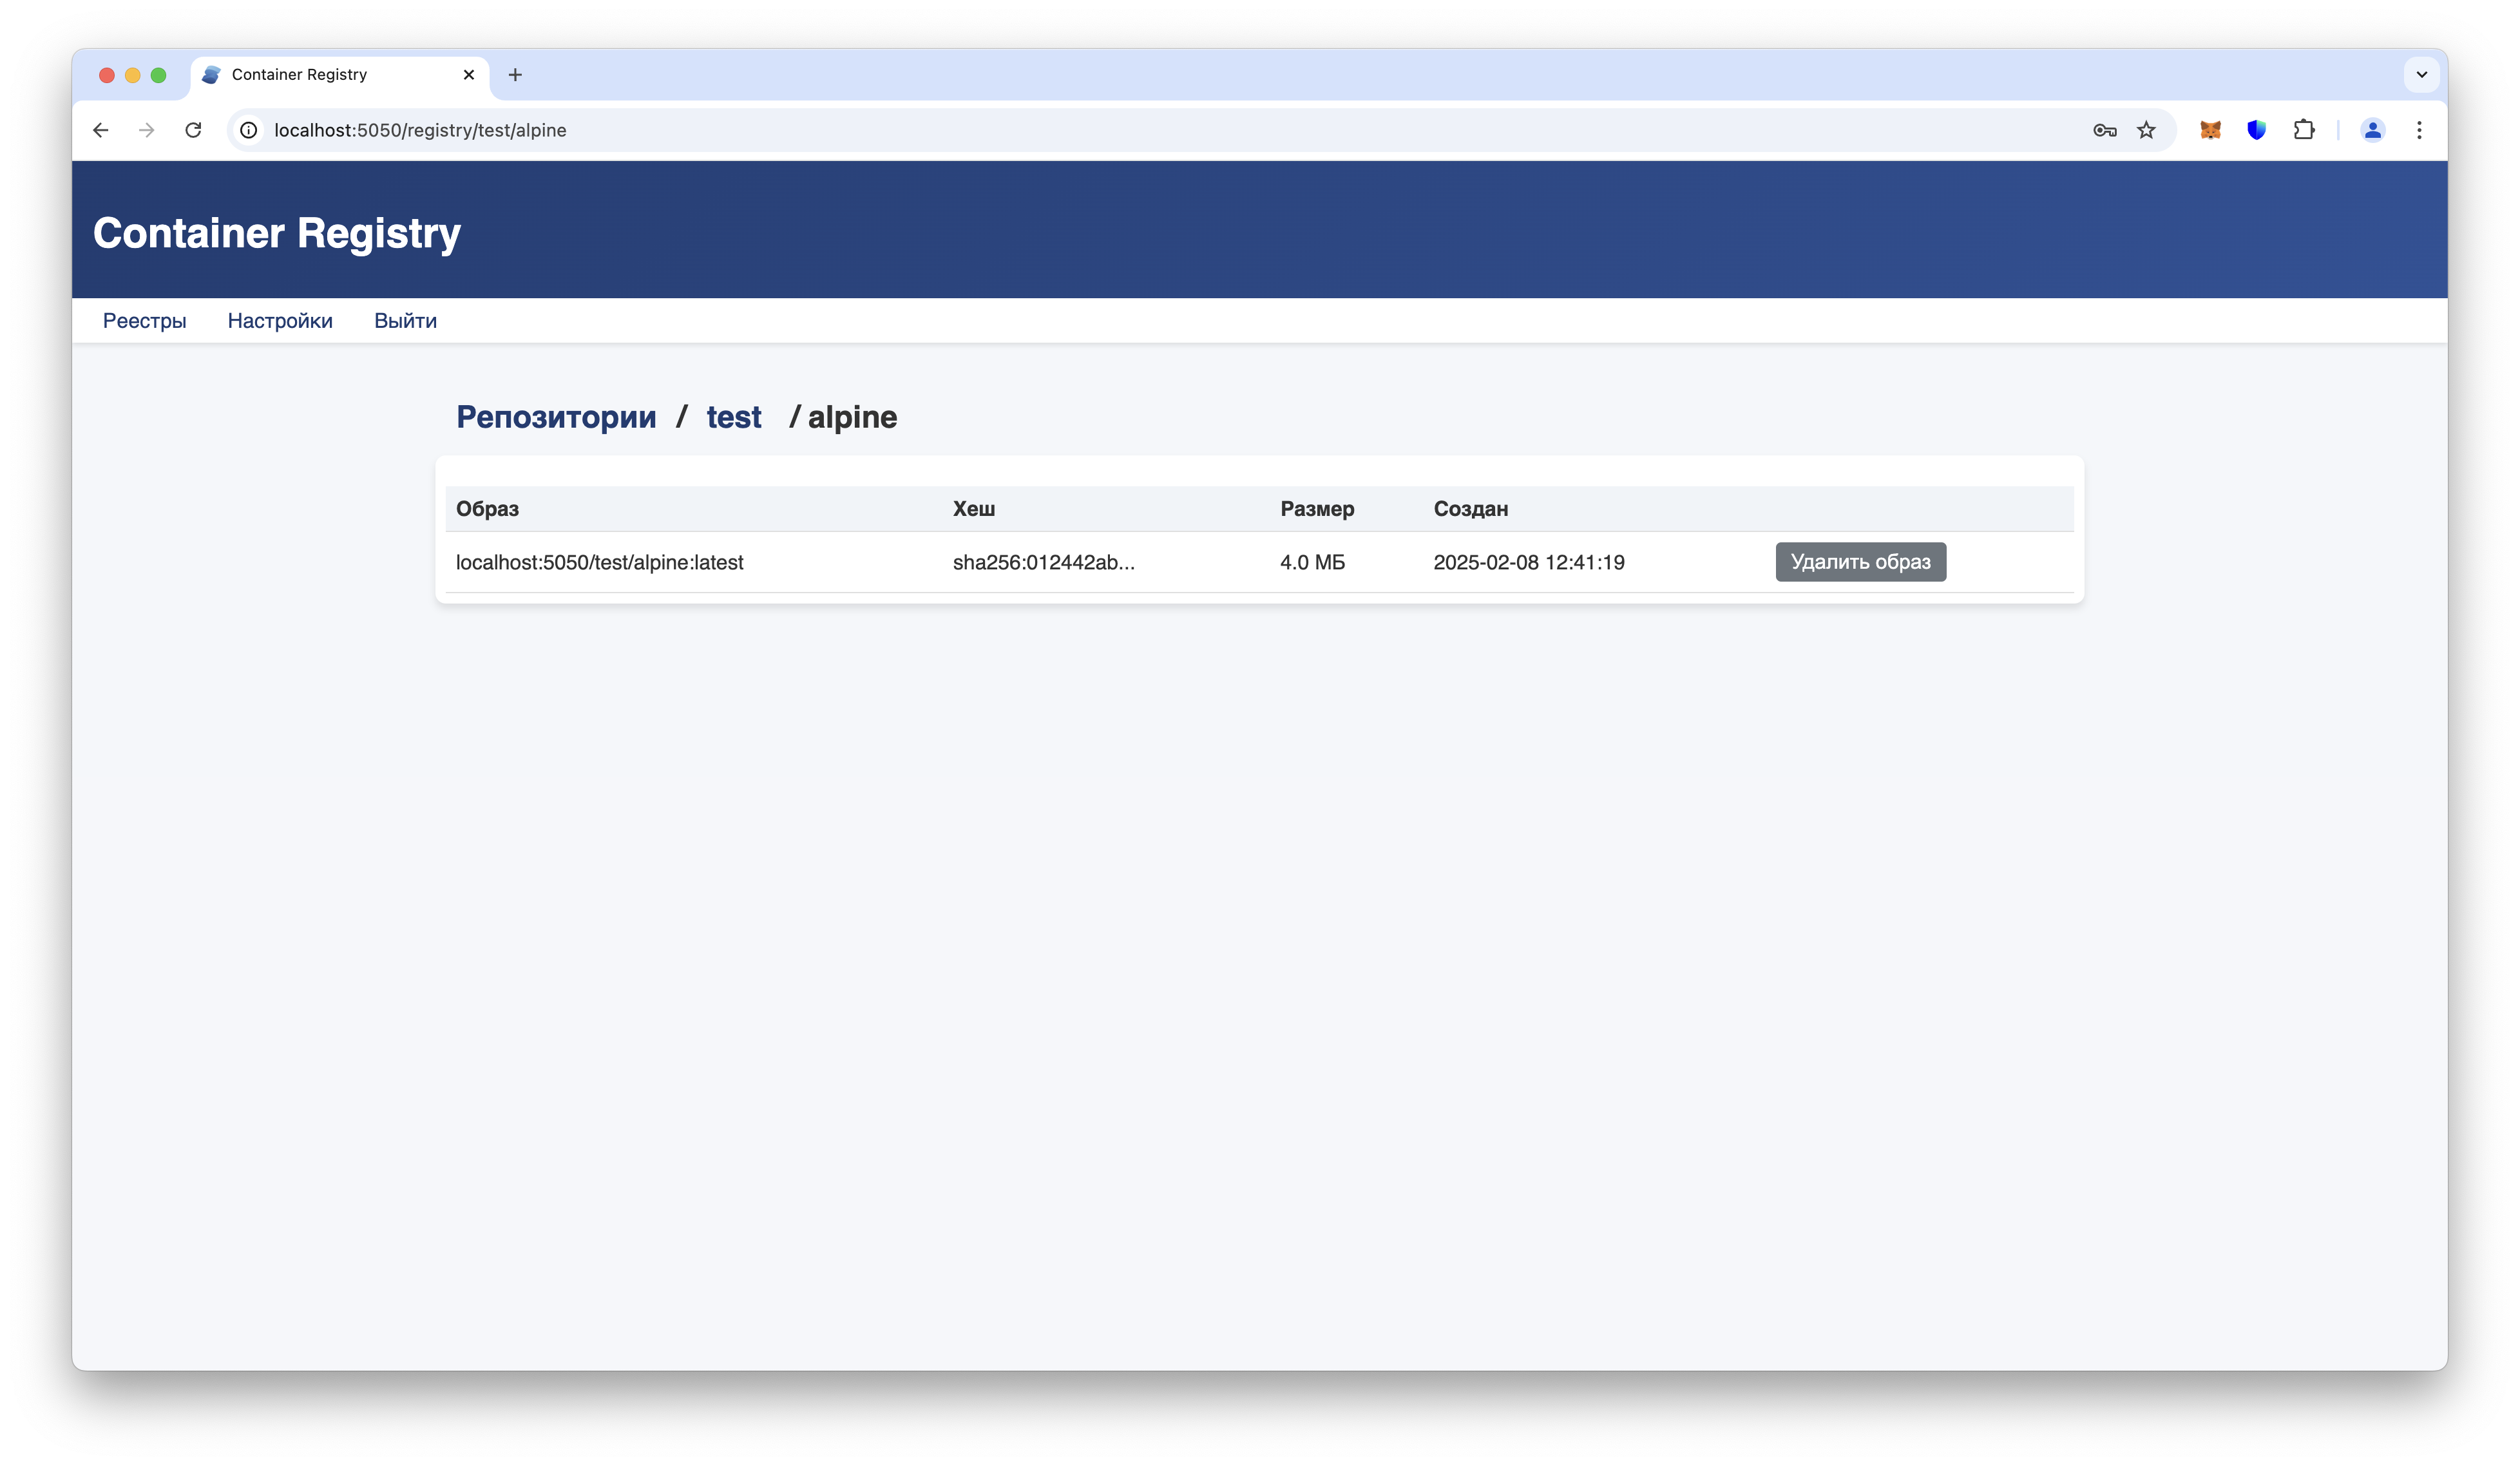 Container Registry
localhost:5050/registry/test/alpine
Container Registry
Реестры Настройки Выйти
Репозитории / test / alpine
Образ Хеш Размер Создан
localhost:5050/test/alpine:latest sha256:012442ab... 4.0 МБ 2025-02-08 12:41:19 Удалить образ